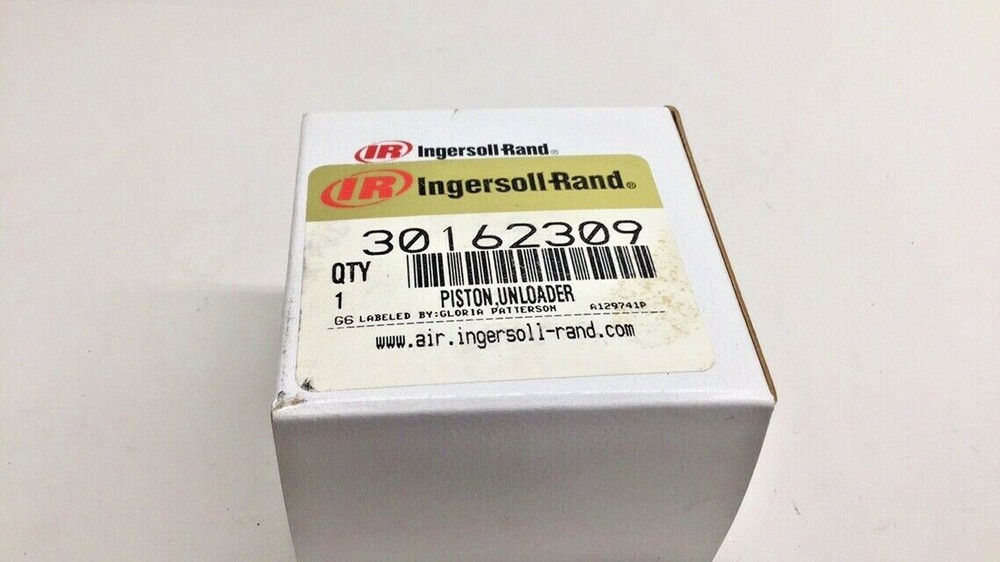 IR Ingersoll-Rand®
IR Ingersoll-Rand®
30162309
QTY
1
PISTON,UNLOADER
G6 LABELED BY:GLORIA PATTERSON A129741P
www.air.ingersoll-rand.com